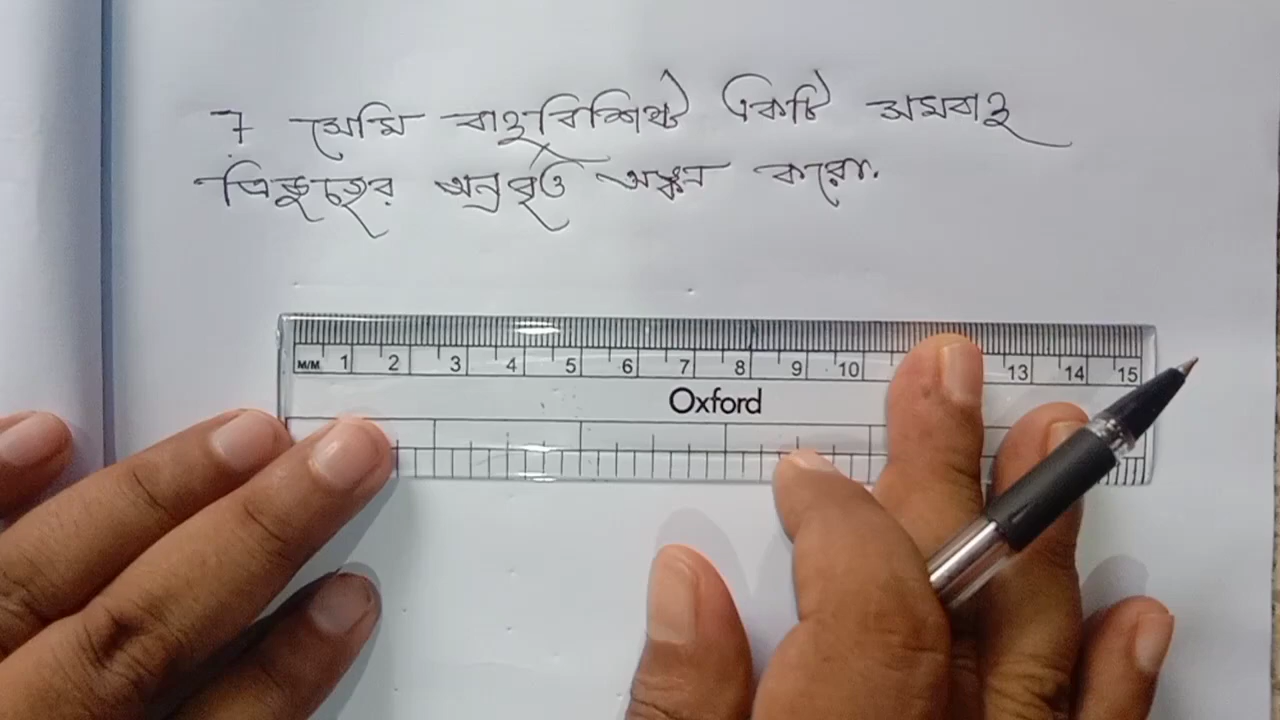 7 সেমি বাহুবিশিষ্ট একটি সমবাহু
ত্রিভুজের অন্তর্বৃত্ত অঙ্কন করো.
M/M 1 2 3 4 5 6 7 8 9 10 13 14 15
Oxford